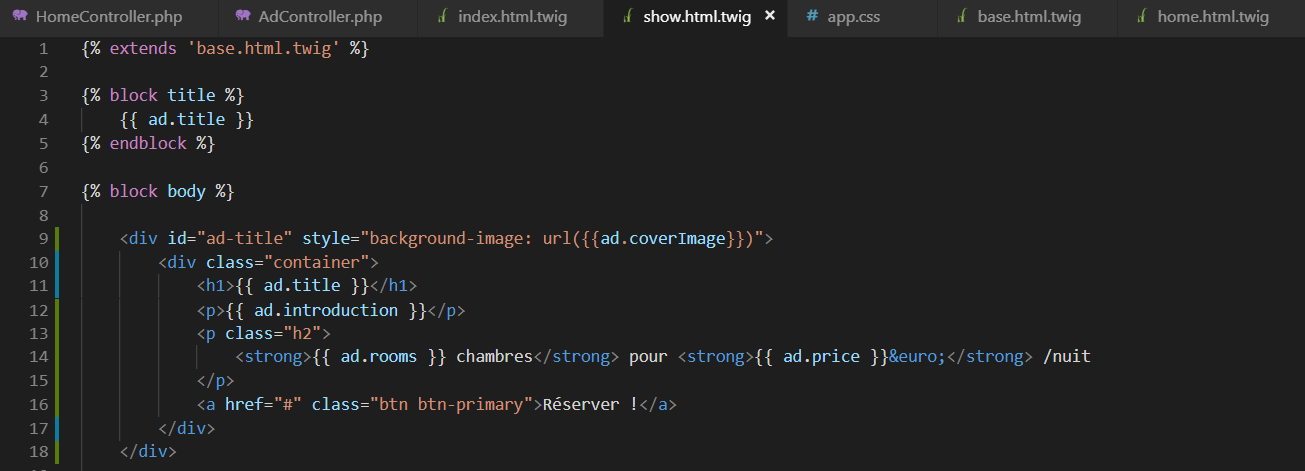 HomeController.php AdController.php index.html.twig show.html.twig × # app.css base.html.twig home.html.twig
1 {% extends 'base.html.twig' %}
2
3 {% block title %}
4 {{ ad.title }}
5 {% endblock %}
6
7 {% block body %}
8
9 <div id="ad-title" style="background-image: url({{ad.coverImage}})">
10 <div class="container">
11 <h1>{{ ad.title }}</h1>
12 <p>{{ ad.introduction }}</p>
13 <p class="h2">
14 <strong>{{ ad.rooms }} chambres</strong> pour <strong>{{ ad.price }}&euro;</strong> /nuit
15 </p>
16 <a href="#" class="btn btn-primary">Réserver !</a>
17 </div>
18 </div>